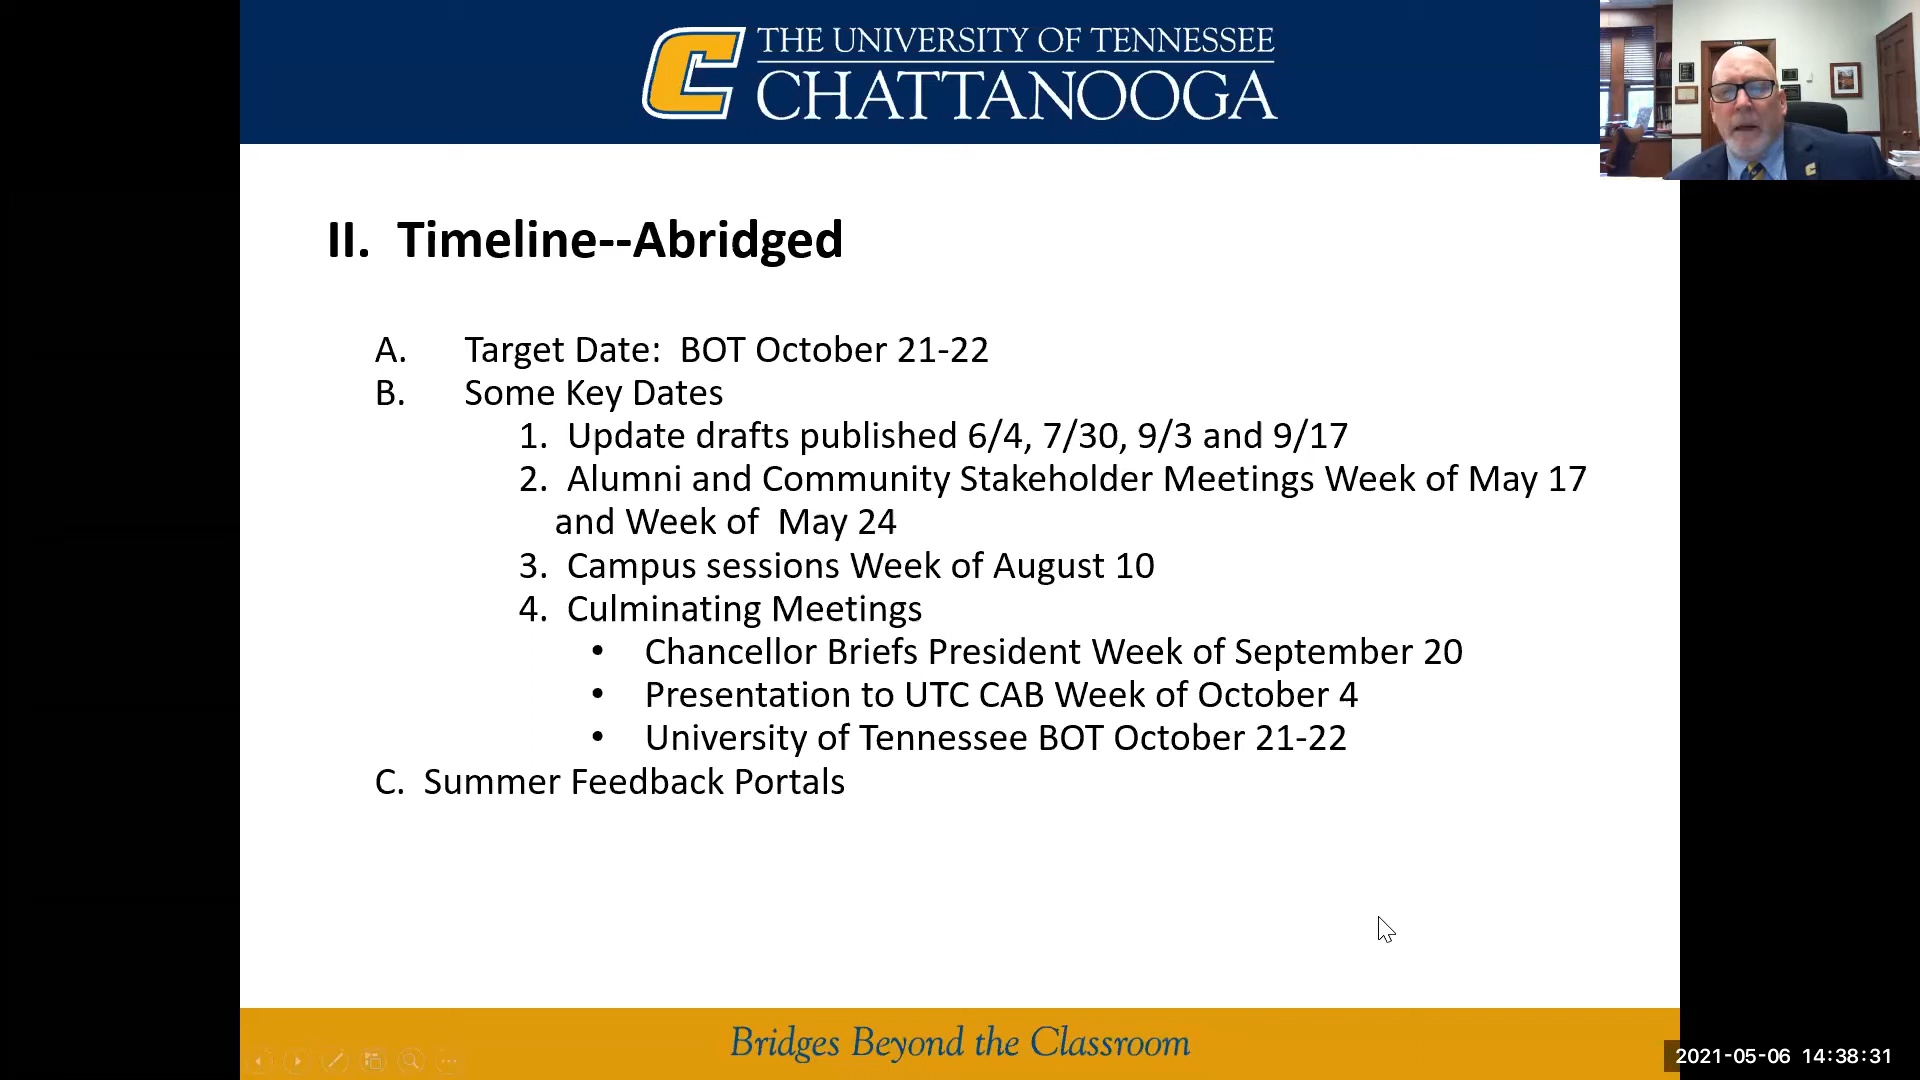 THE UNIVERSITY OF TENNESSEE
CHATTANOOGA
II. Timeline--Abridged
A. Target Date: BOT October 21-22
B. Some Key Dates
1. Update drafts published 6/4, 7/30, 9/3 and 9/17
2. Alumni and Community Stakeholder Meetings Week of May 17
and Week of May 24
3. Campus sessions Week of August 10
4. Culminating Meetings
• Chancellor Briefs President Week of September 20
• Presentation to UTC CAB Week of October 4
• University of Tennessee BOT October 21-22
C. Summer Feedback Portals
Bridges Beyond the Classroom
2021-05-06 14:38:31